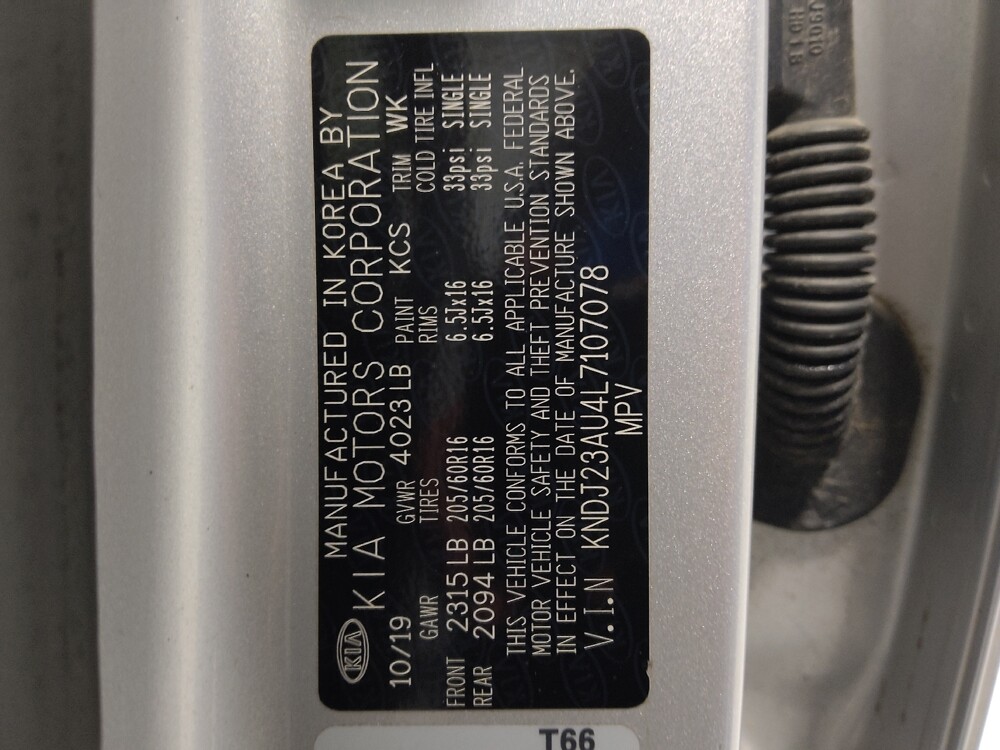 KIA
MANUFACTURED IN KOREA BY
KIA MOTORS CORPORATION
10/19 GVWR 4023LB PAINT KCS TRIM WK
GAWR TIRES RIMS COLD TIRE INFL
FRONT 2315 LB 205/60R16 6.5Jx16 33psi SINGLE
REAR 2094 LB 205/60R16 6.5Jx16 33psi SINGLE
THIS VEHICLE CONFORMS TO ALL APPLICABLE U.S.A. FEDERAL
MOTOR VEHICLE SAFETY AND THEFT PREVENTION STANDARDS
IN EFFECT ON THE DATE OF MANUFACTURE SHOWN ABOVE.
V.I.N KNDJ23AU4L7107078
MPV
T66